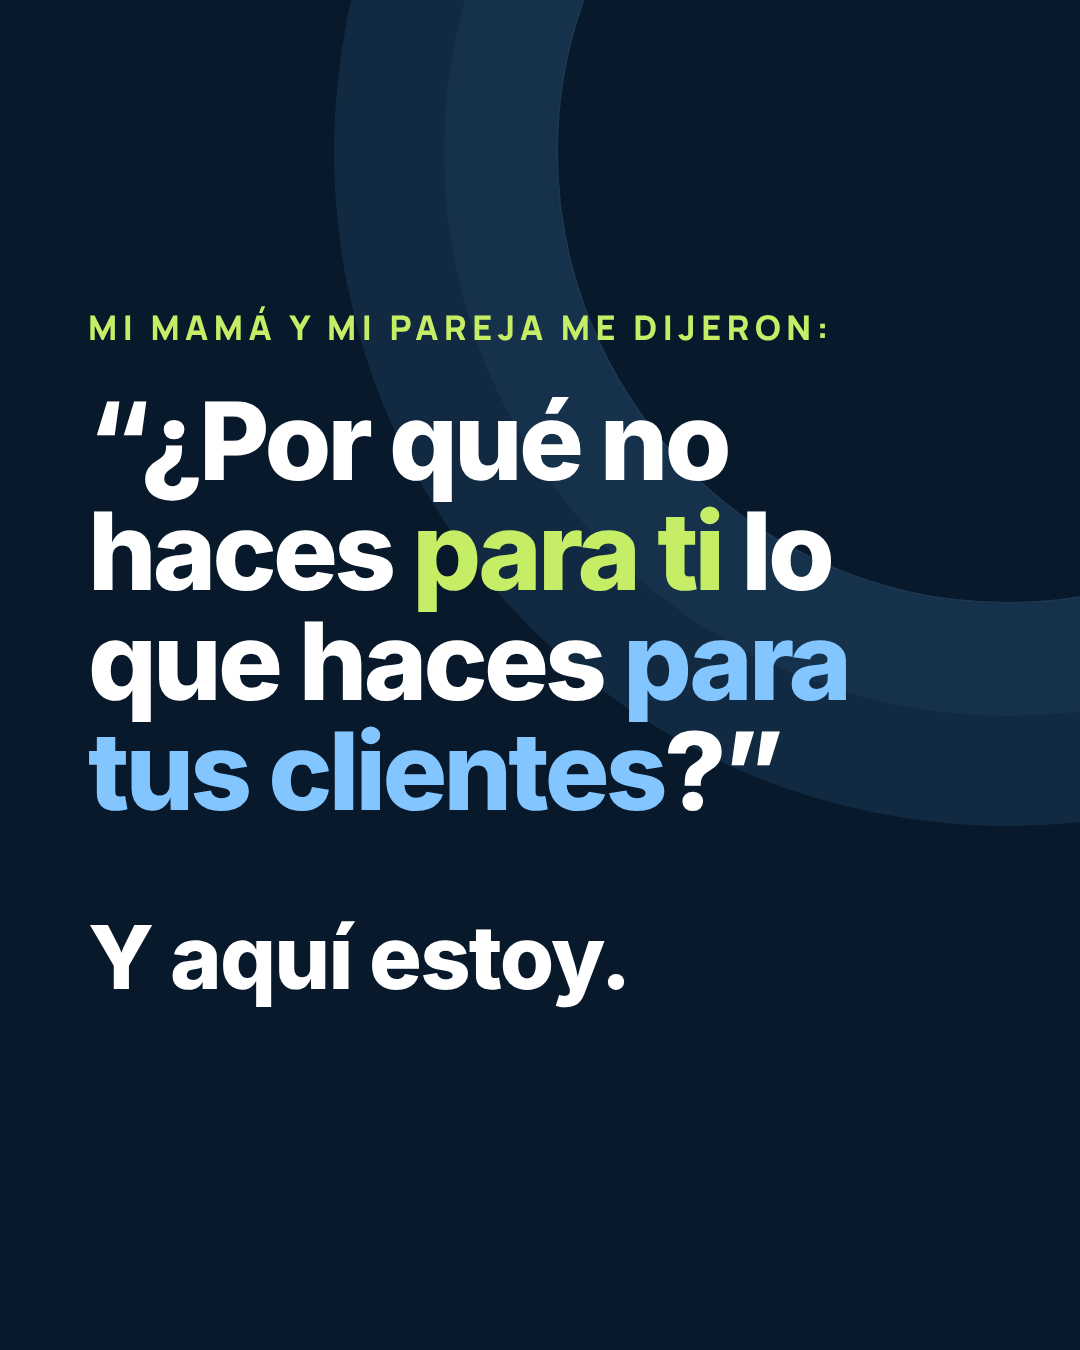 MI MAMÁ Y MI PAREJA ME DIJERON:
“¿Por qué no
haces para ti lo
que haces para
tus clientes?”
Y aquí estoy.